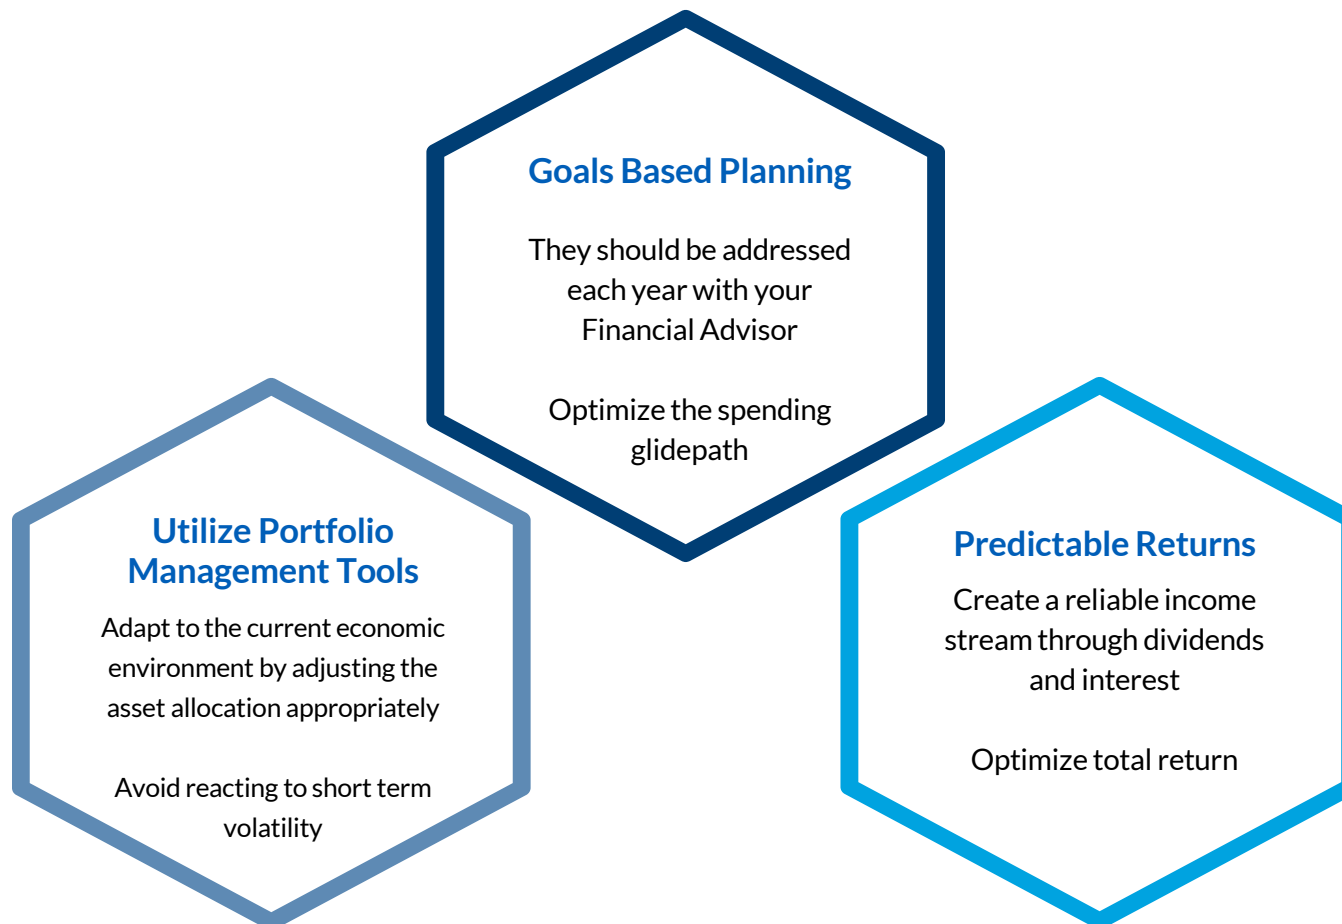 Goals Based Planning
They should be addressed
each year with your
Financial Advisor
Optimize the spending
glidepath
Utilize Portfolio
Management Tools
Adapt to the current economic
environment by adjusting the
asset allocation appropriately
Avoid reacting to short term
volatility
Predictable Returns
Create a reliable income
stream through dividends
and interest
Optimize total return